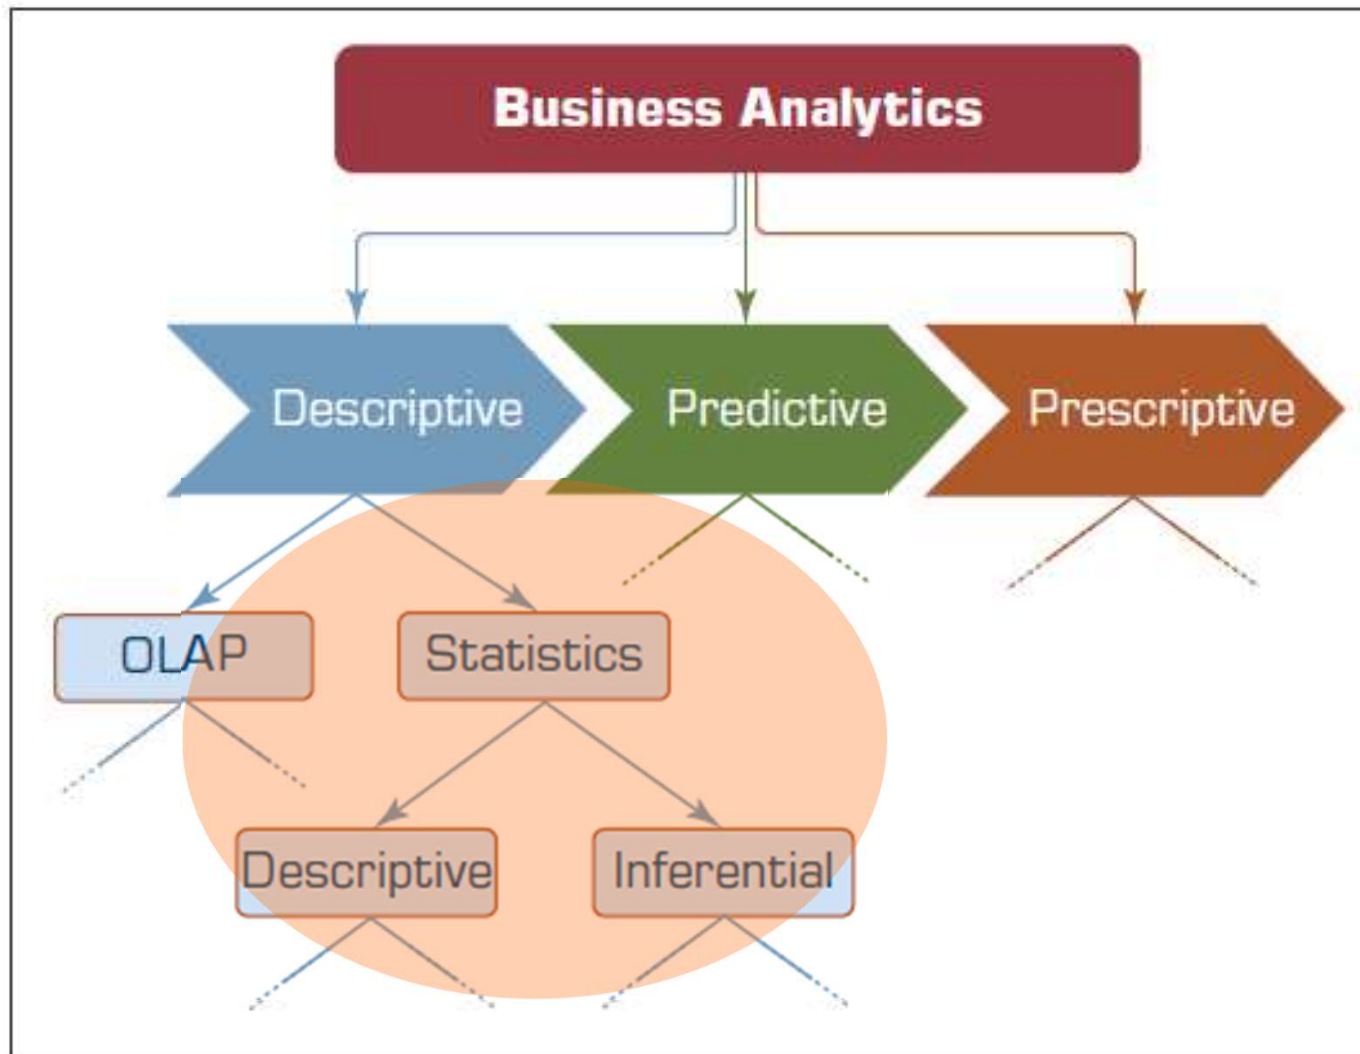 Business Analytics
Descriptive
Predictive
Prescriptive
OLAP
Statistics
Descriptive
Inferential